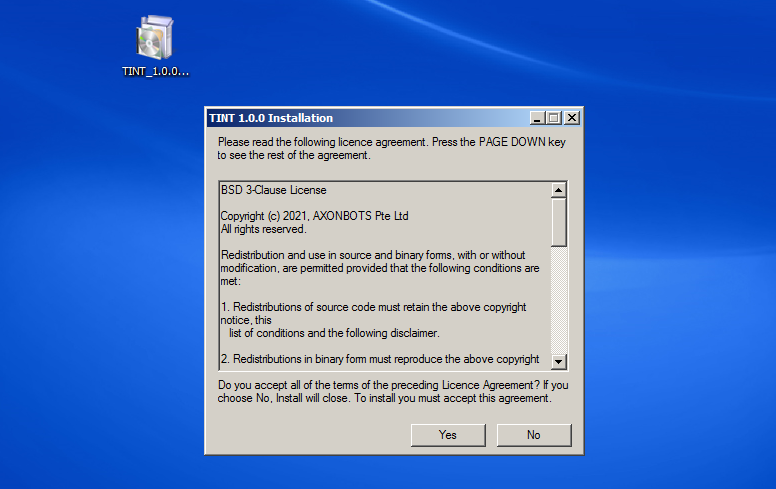 TINT_1.0.0...
TINT 1.0.0 Installation
Please read the following licence agreement. Press the PAGE DOWN key
to see the rest of the agreement.
BSD 3-Clause License
Copyright (c) 2021, AXONBOTS Pte Ltd
All rights reserved.
Redistribution and use in source and binary forms, with or without
modification, are permitted provided that the following conditions are
met:
1. Redistributions of source code must retain the above copyright
notice, this
list of conditions and the following disclaimer.
2. Redistributions in binary form must reproduce the above copyright
Do you accept all of the terms of the preceding Licence Agreement? If you
choose No, Install will close. To install you must accept this agreement.
Yes
No